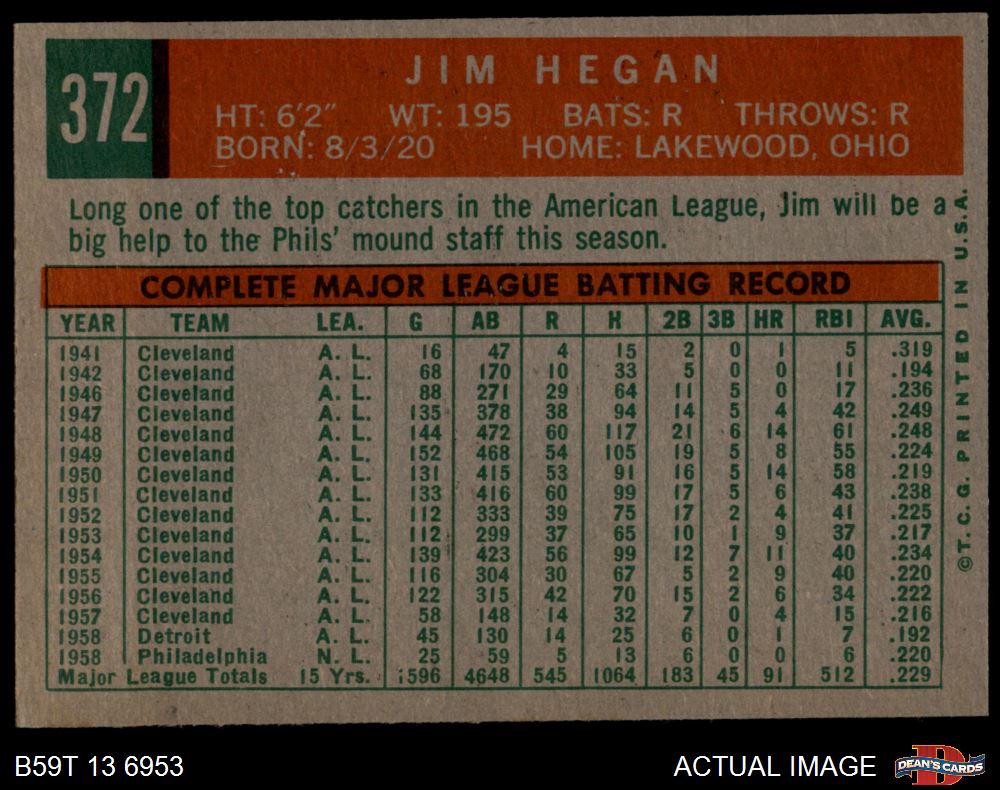 372
JIM HEGAN
HT: 6'2" WT: 195 BATS: R THROWS: R
BORN: 8/3/20 HOME: LAKEWOOD, OHIO
Long one of the top catchers in the American League, Jim will be a
big help to the Phils' mound staff this season.
COMPLETE MAJOR LEAGUE BATTING RECORD
YEAR TEAM LEA. G AB R H 2B 3B HR RBI AVG.
1941 Cleveland A. L. 16 47 4 15 2 0 1 5 .319
1942 Cleveland A. L. 68 170 10 33 5 0 0 11 .194
1946 Cleveland A. L. 88 271 29 64 11 5 0 17 .236
1947 Cleveland A. L. 135 378 38 94 14 5 4 42 .249
1948 Cleveland A. L. 144 472 60 117 21 6 14 61 .248
1949 Cleveland A. L. 152 468 54 105 19 5 8 55 .224
1950 Cleveland A. L. 131 415 53 91 16 5 14 58 .219
1951 Cleveland A. L. 133 416 60 99 17 5 6 43 .238
1952 Cleveland A. L. 112 333 39 75 17 2 4 41 .225
1953 Cleveland A. L. 112 299 37 65 10 1 9 37 .217
1954 Cleveland A. L. 139 423 56 99 12 7 11 40 .234
1955 Cleveland A. L. 116 304 30 67 5 2 9 40 .220
1956 Cleveland A. L. 122 315 42 70 15 2 6 34 .222
1957 Cleveland A. L. 58 148 14 32 7 0 4 15 .216
1958 Detroit A. L. 45 130 14 25 6 0 1 7 .192
1958 Philadelphia N. L. 25 59 5 13 6 0 0 6 .220
Major League Totals 15 Yrs. 1596 4648 545 1064 183 45 91 512 .229
©T. C. G. PRINTED IN U.S.A.
B59T 13 6953
ACTUAL IMAGE
DEAN'S CARDS